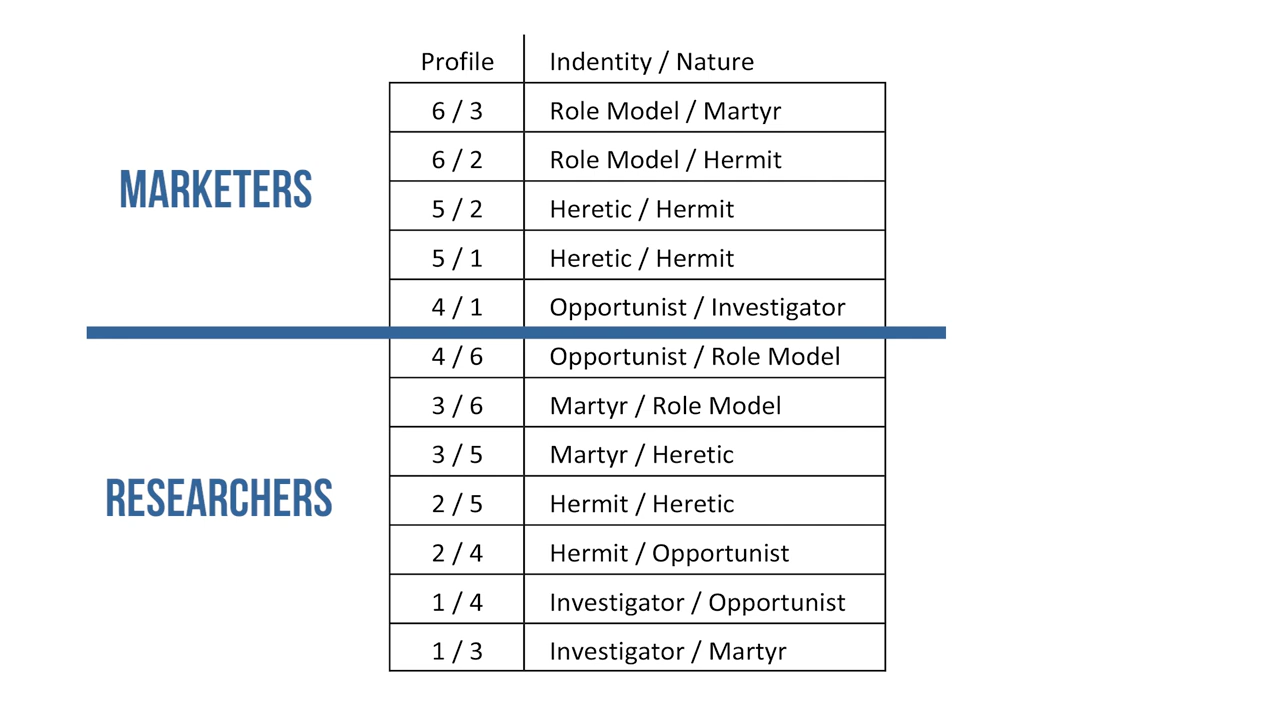 Profile Indentity / Nature
6 / 3 Role Model / Martyr
6 / 2 Role Model / Hermit
MARKETERS
5 / 2 Heretic / Hermit
5 / 1 Heretic / Hermit
4 / 1 Opportunist / Investigator
4 / 6 Opportunist / Role Model
3 / 6 Martyr / Role Model
3 / 5 Martyr / Heretic
RESEARCHERS
2 / 5 Hermit / Heretic
2 / 4 Hermit / Opportunist
1 / 4 Investigator / Opportunist
1 / 3 Investigator / Martyr